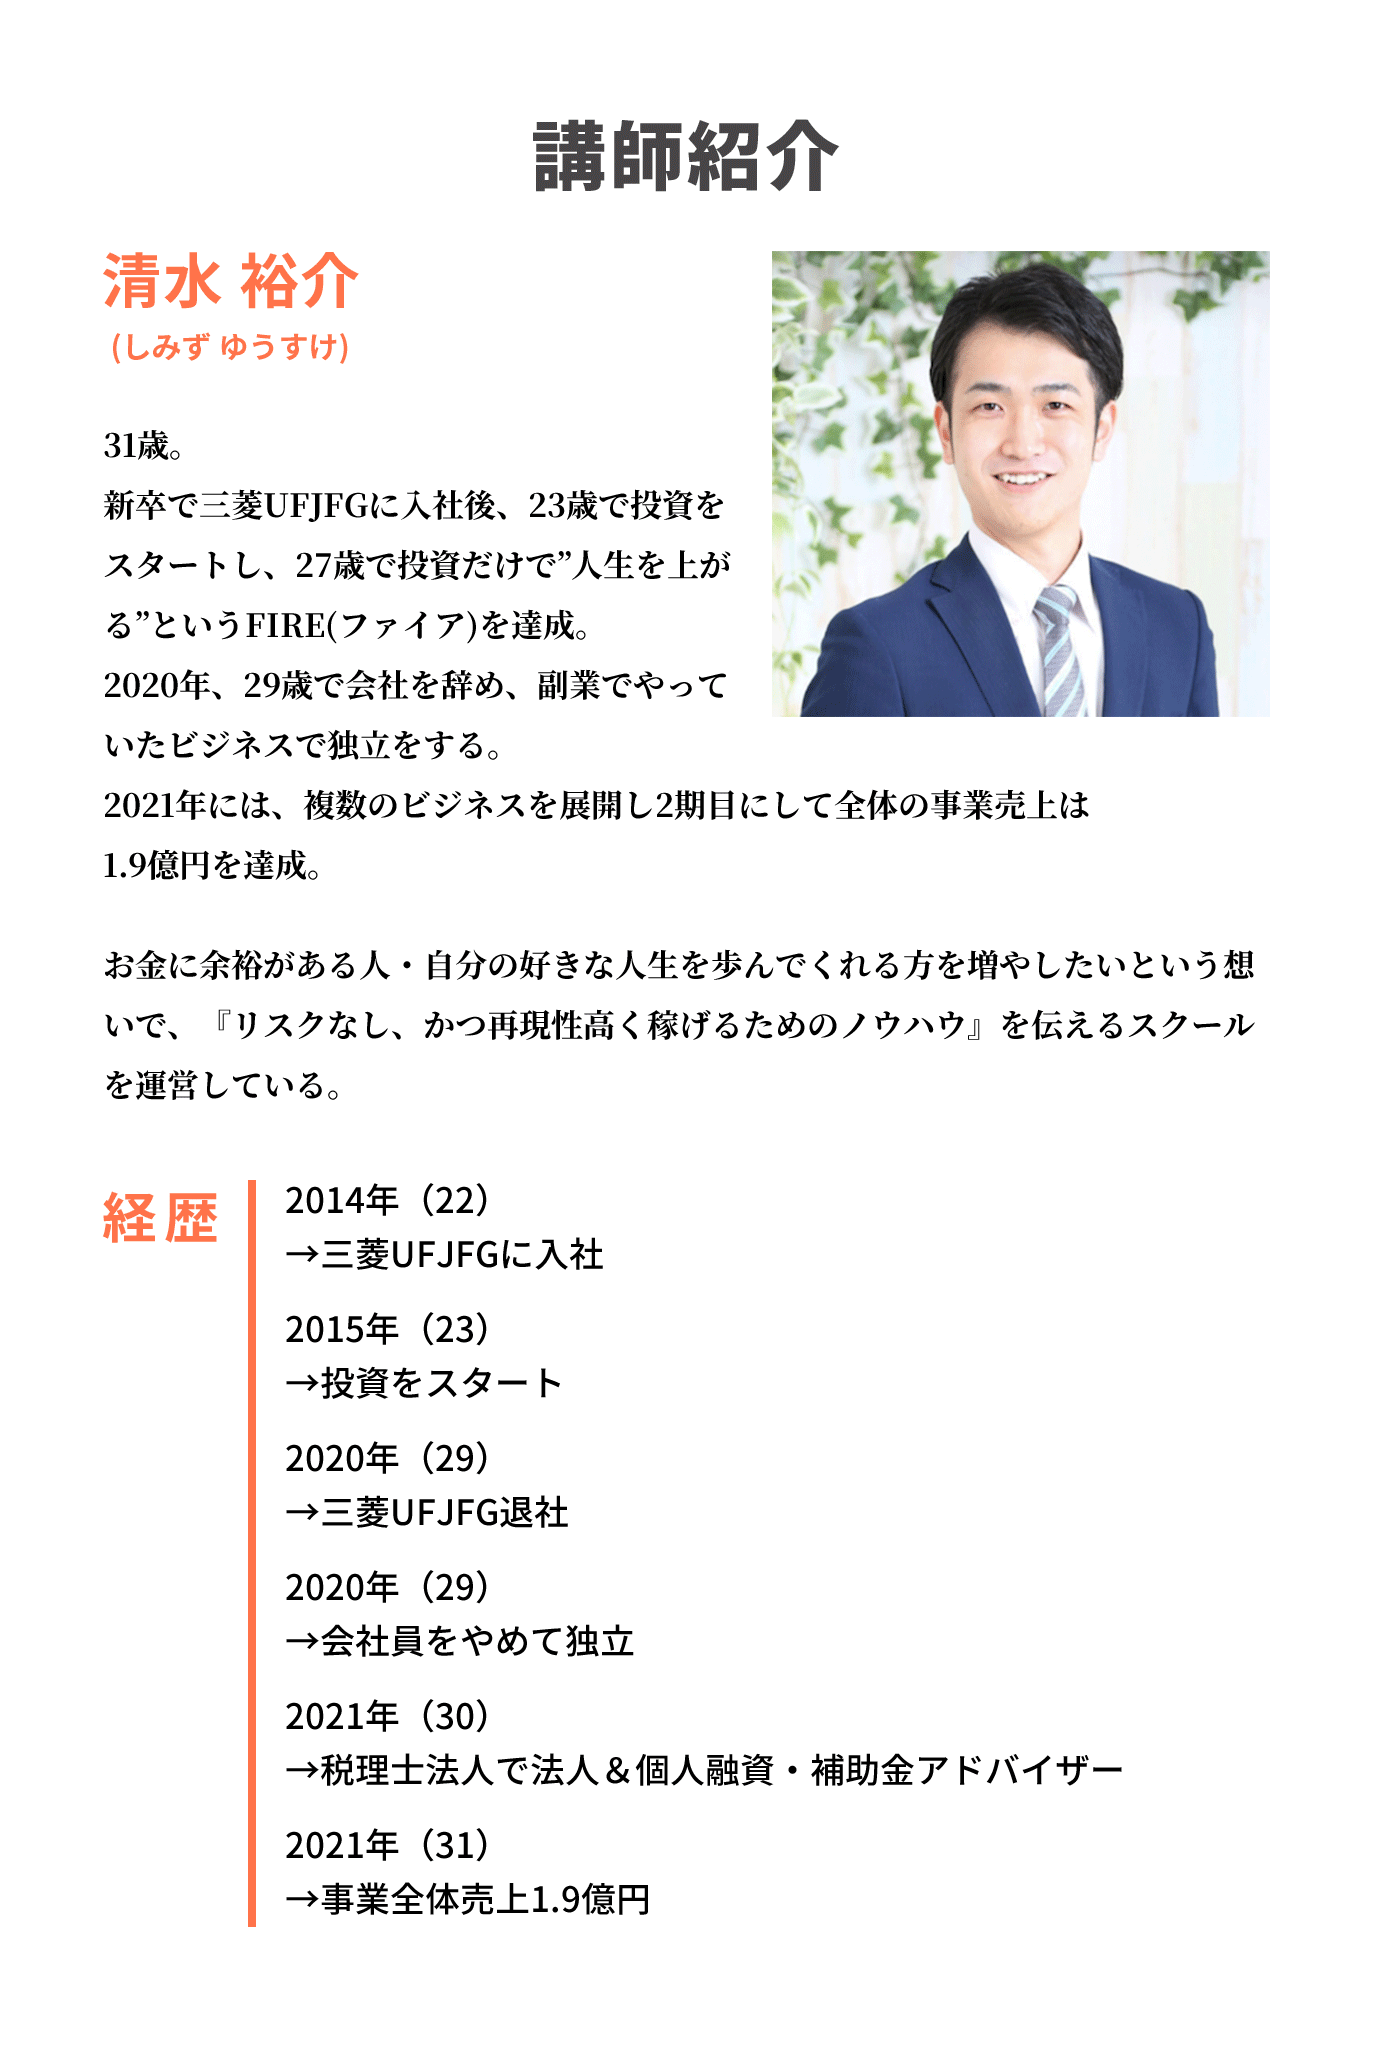 講師紹介
清水 裕介
(しみず ゆうすけ)
31歳。
新卒で三菱UFJFGに入社後、23歳で投資を
スタートし、27歳で投資だけで”人生を上が
る”というFIRE(ファイア)を達成。
2020年、29歳で会社を辞め、副業でやって
いたビジネスで独立をする。
2021年には、複数のビジネスを展開し2期目にして全体の事業売上は
1.9億円を達成。
お金に余裕がある人・自分の好きな人生を歩んでくれる方を増やしたいという想
いで、『リスクなし、かつ再現性高く稼げるためのノウハウ』を伝えるスクール
を運営している。
経歴
2014年（22）
→三菱UFJFGに入社
2015年（23）
→投資をスタート
2020年（29）
→三菱UFJFG退社
2020年（29）
→会社員をやめて独立
2021年（30）
→税理士法人で法人＆個人融資・補助金アドバイザー
2021年（31）
→事業全体売上1.9億円